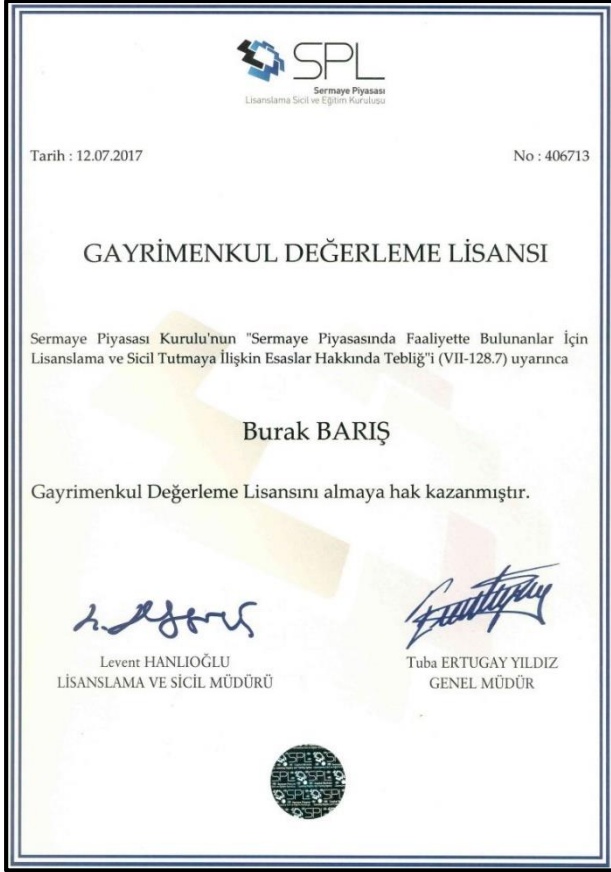 SPL
Sermaye Piyasası
Lisanslama Sicil ve Eğitim Kuruluşu
Tarih : 12.07.2017
No : 406713
GAYRİMENKUL DEĞERLEME LİSANSI
Sermaye Piyasası Kurulu'nun "Sermaye Piyasasında Faaliyette Bulunanlar İçin
Lisanslama ve Sicil Tutmaya İlişkin Esaslar Hakkında Tebliğ"i (VII-128.7) uyarınca
Burak BARIŞ
Gayrimenkul Değerleme Lisansını almaya hak kazanmıştır.
Levent HANLIOĞLU
LİSANSLAMA VE SİCİL MÜDÜRÜ
Tuba ERTUGAY YILDIZ
GENEL MÜDÜR
SPL